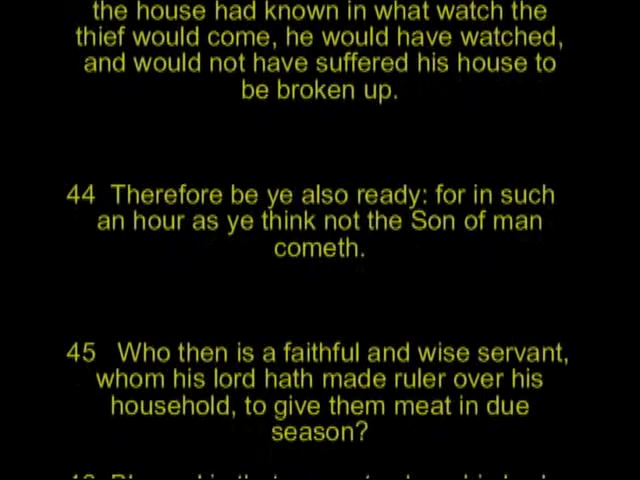 the house had known in what watch the
thief would come, he would have watched,
and would not have suffered his house to
be broken up.
44 Therefore be ye also ready: for in such
an hour as ye think not the Son of man
cometh.
45 Who then is a faithful and wise servant,
whom his lord hath made ruler over his
household, to give them meat in due
season?